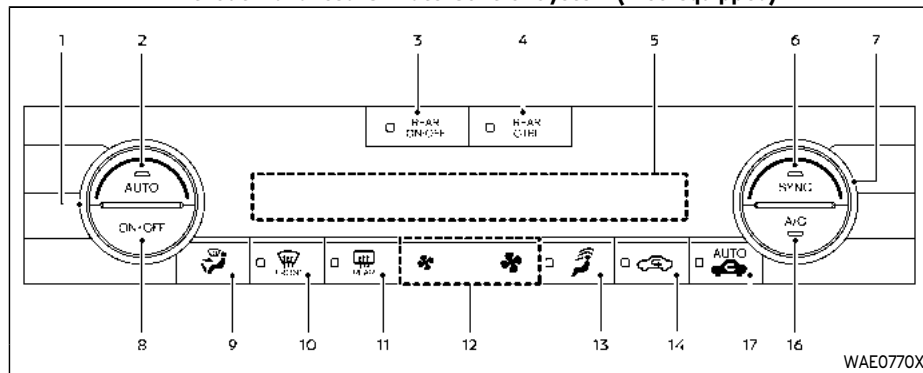 1 2 3 4 5 6 7
REAR
ON•OFF
REAR
CTRL
AUTO
ON•OFF
SYNC
A/C
FRONT
REAR
AUTO
8 9 10 11 12 13 14 17 16
WAE0770X